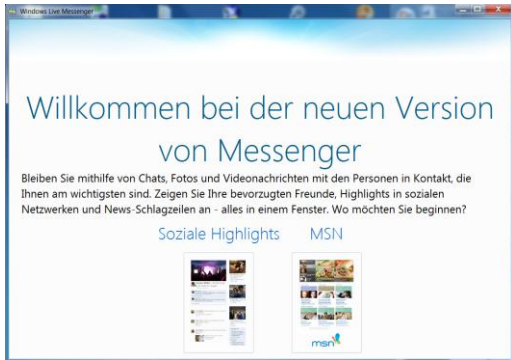 Windows Live Messenger
Willkommen bei der neuen Version
von Messenger
Bleiben Sie mithilfe von Chats, Fotos und Videonachrichten mit den Personen in Kontakt, die
Ihnen am wichtigsten sind. Zeigen Sie Ihre bevorzugten Freunde, Highlights in sozialen
Netzwerken und News-Schlagzeilen an - alles in einem Fenster. Wo möchten Sie beginnen?
Soziale Highlights MSN
msn